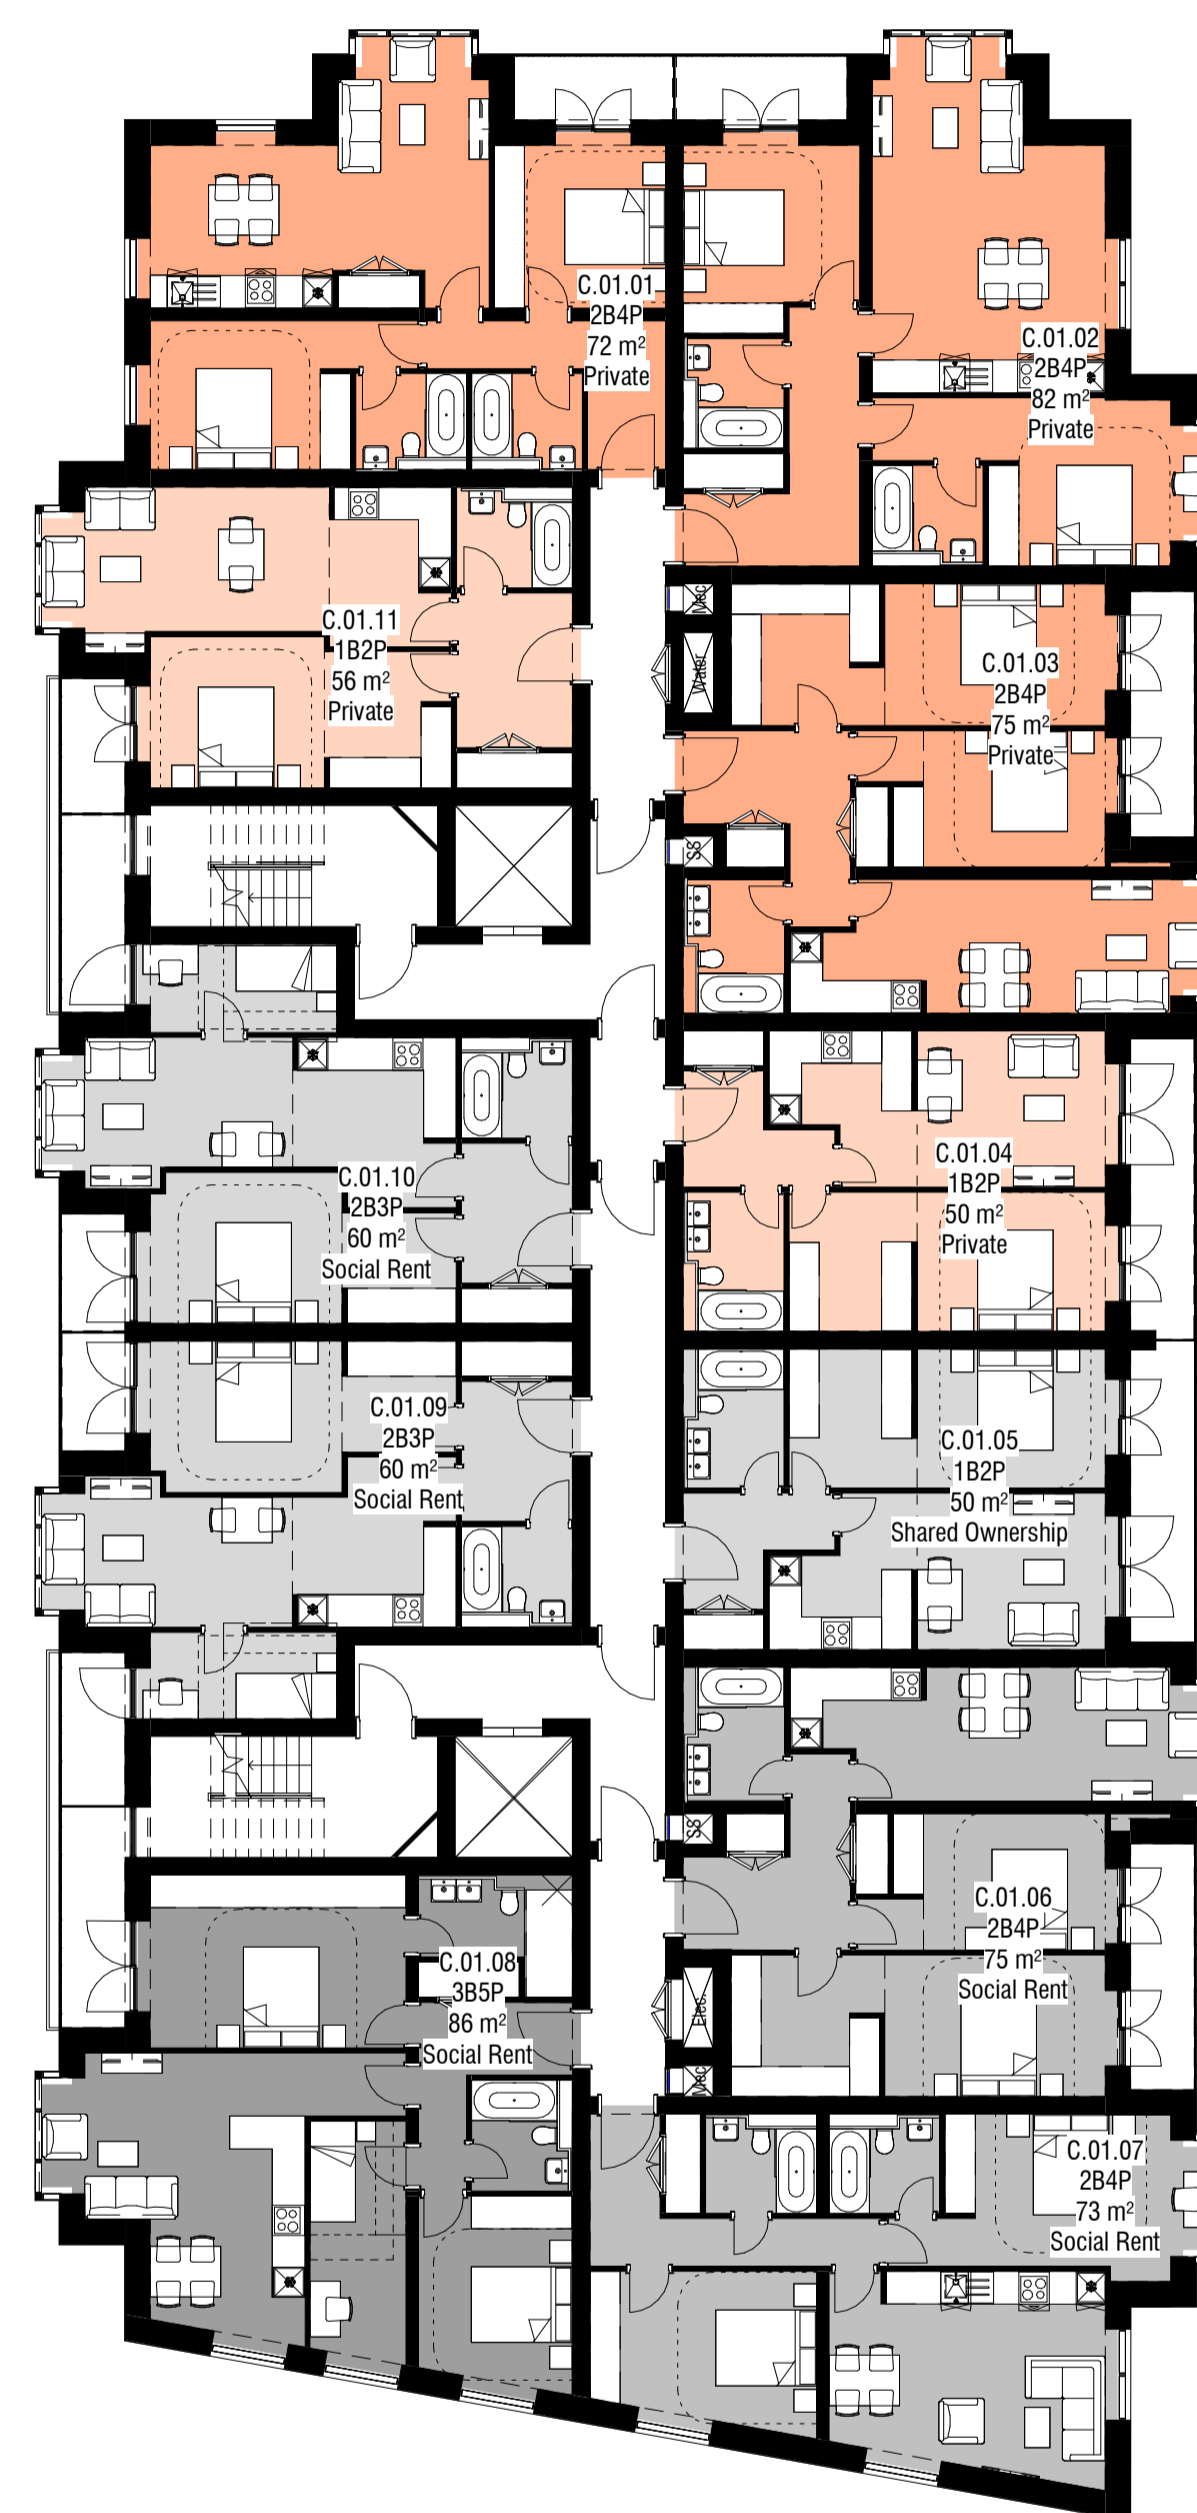 C.01.01
2B4P
72 m²
Private
C.01.02
2B4P
82 m²
Private
Mec
Water
C.01.11
1B2P
56 m²
Private
C.01.03
2B4P
75 m²
Private
SS
C.01.04
1B2P
50 m²
Private
C.01.10
2B3P
60 m²
Social Rent
C.01.09
2B3P
60 m²
Social Rent
C.01.05
1B2P
50 m²
Shared Ownership
SS
C.01.06
2B4P
75 m²
Social Rent
C.01.08
3B5P
86 m²
Social Rent
Elec.
Mec
C.01.07
2B4P
73 m²
Social Rent